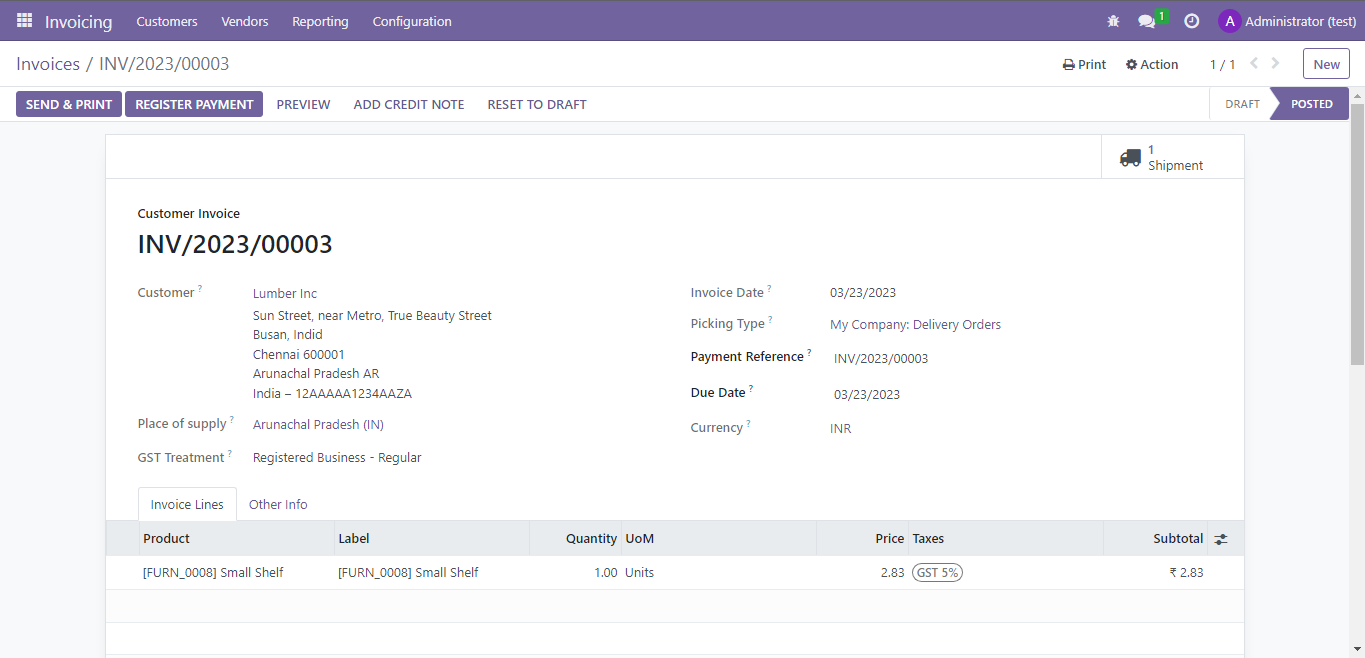 Invoicing Customers Vendors Reporting Configuration 1 A Administrator (test)
Invoices / INV/2023/00003 Print Action 1 / 1 New
SEND & PRINT REGISTER PAYMENT PREVIEW ADD CREDIT NOTE RESET TO DRAFT DRAFT POSTED
1
Shipment
Customer Invoice
INV/2023/00003
Customer ? Lumber Inc
Sun Street, near Metro, True Beauty Street
Busan, Indid
Chennai 600001
Arunachal Pradesh AR
India – 12AAAAA1234AAZA
Place of supply ? Arunachal Pradesh (IN)
GST Treatment ? Registered Business - Regular
Invoice Date ? 03/23/2023
Picking Type ? My Company: Delivery Orders
Payment Reference ? INV/2023/00003
Due Date ? 03/23/2023
Currency ? INR
Invoice Lines Other Info
Product Label Quantity UoM Price Taxes Subtotal
[FURN_0008] Small Shelf [FURN_0008] Small Shelf 1.00 Units 2.83 GST 5% ₹ 2.83